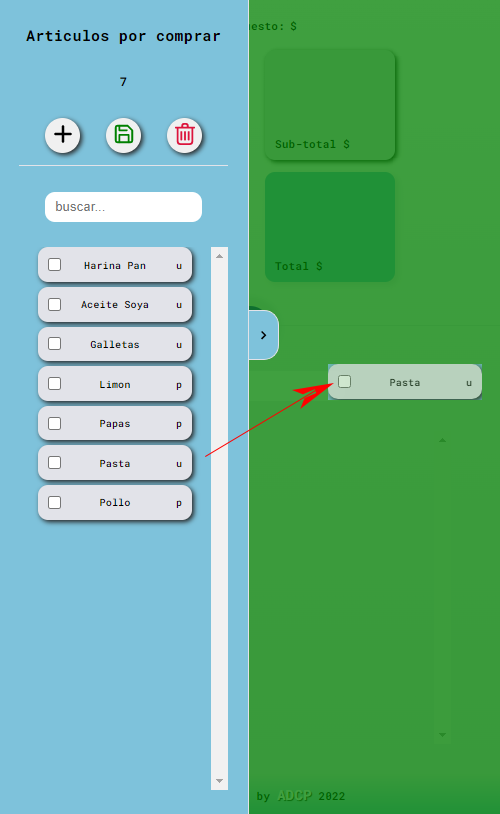 Articulos por comprar
7
buscar...
Harina Pan u
Aceite Soya u
Galletas u
Limon p
Papas p
Pasta u
Pollo p
uesto: $
Sub-total $
Total $
Pasta u
by ADCP 2022